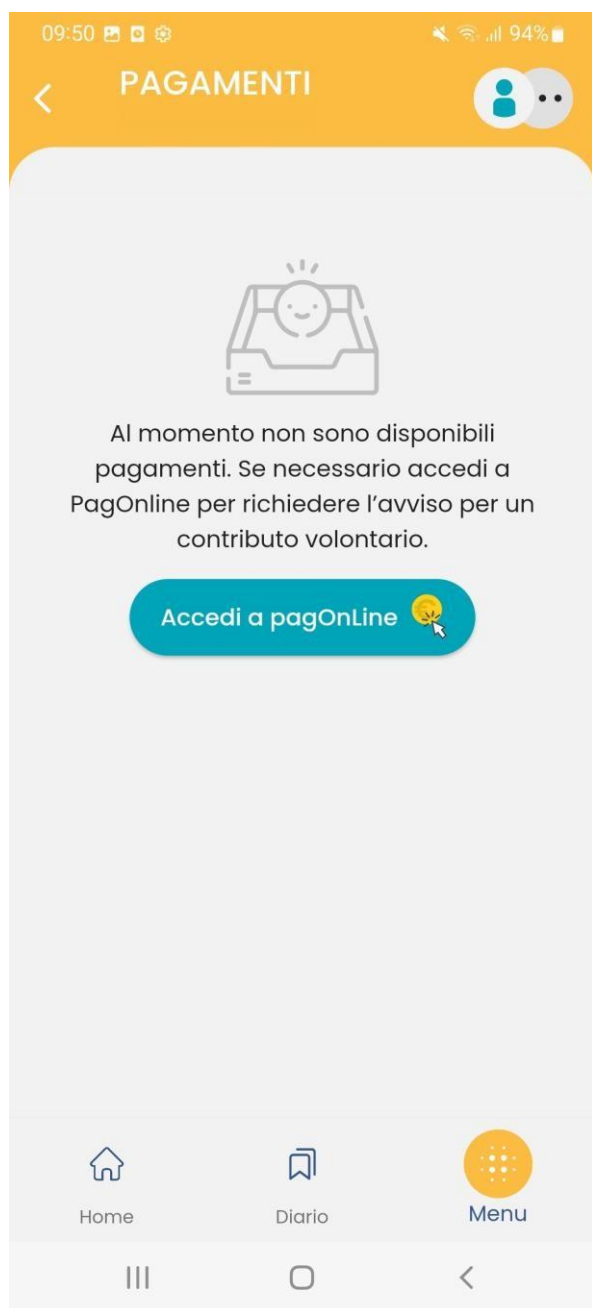 09:50
94%
PAGAMENTI
Al momento non sono disponibili
pagamenti. Se necessario accedi a
PagOnline per richiedere l’avviso per un
contributo volontario.
Accedi a pagOnLine
Home
Diario
Menu